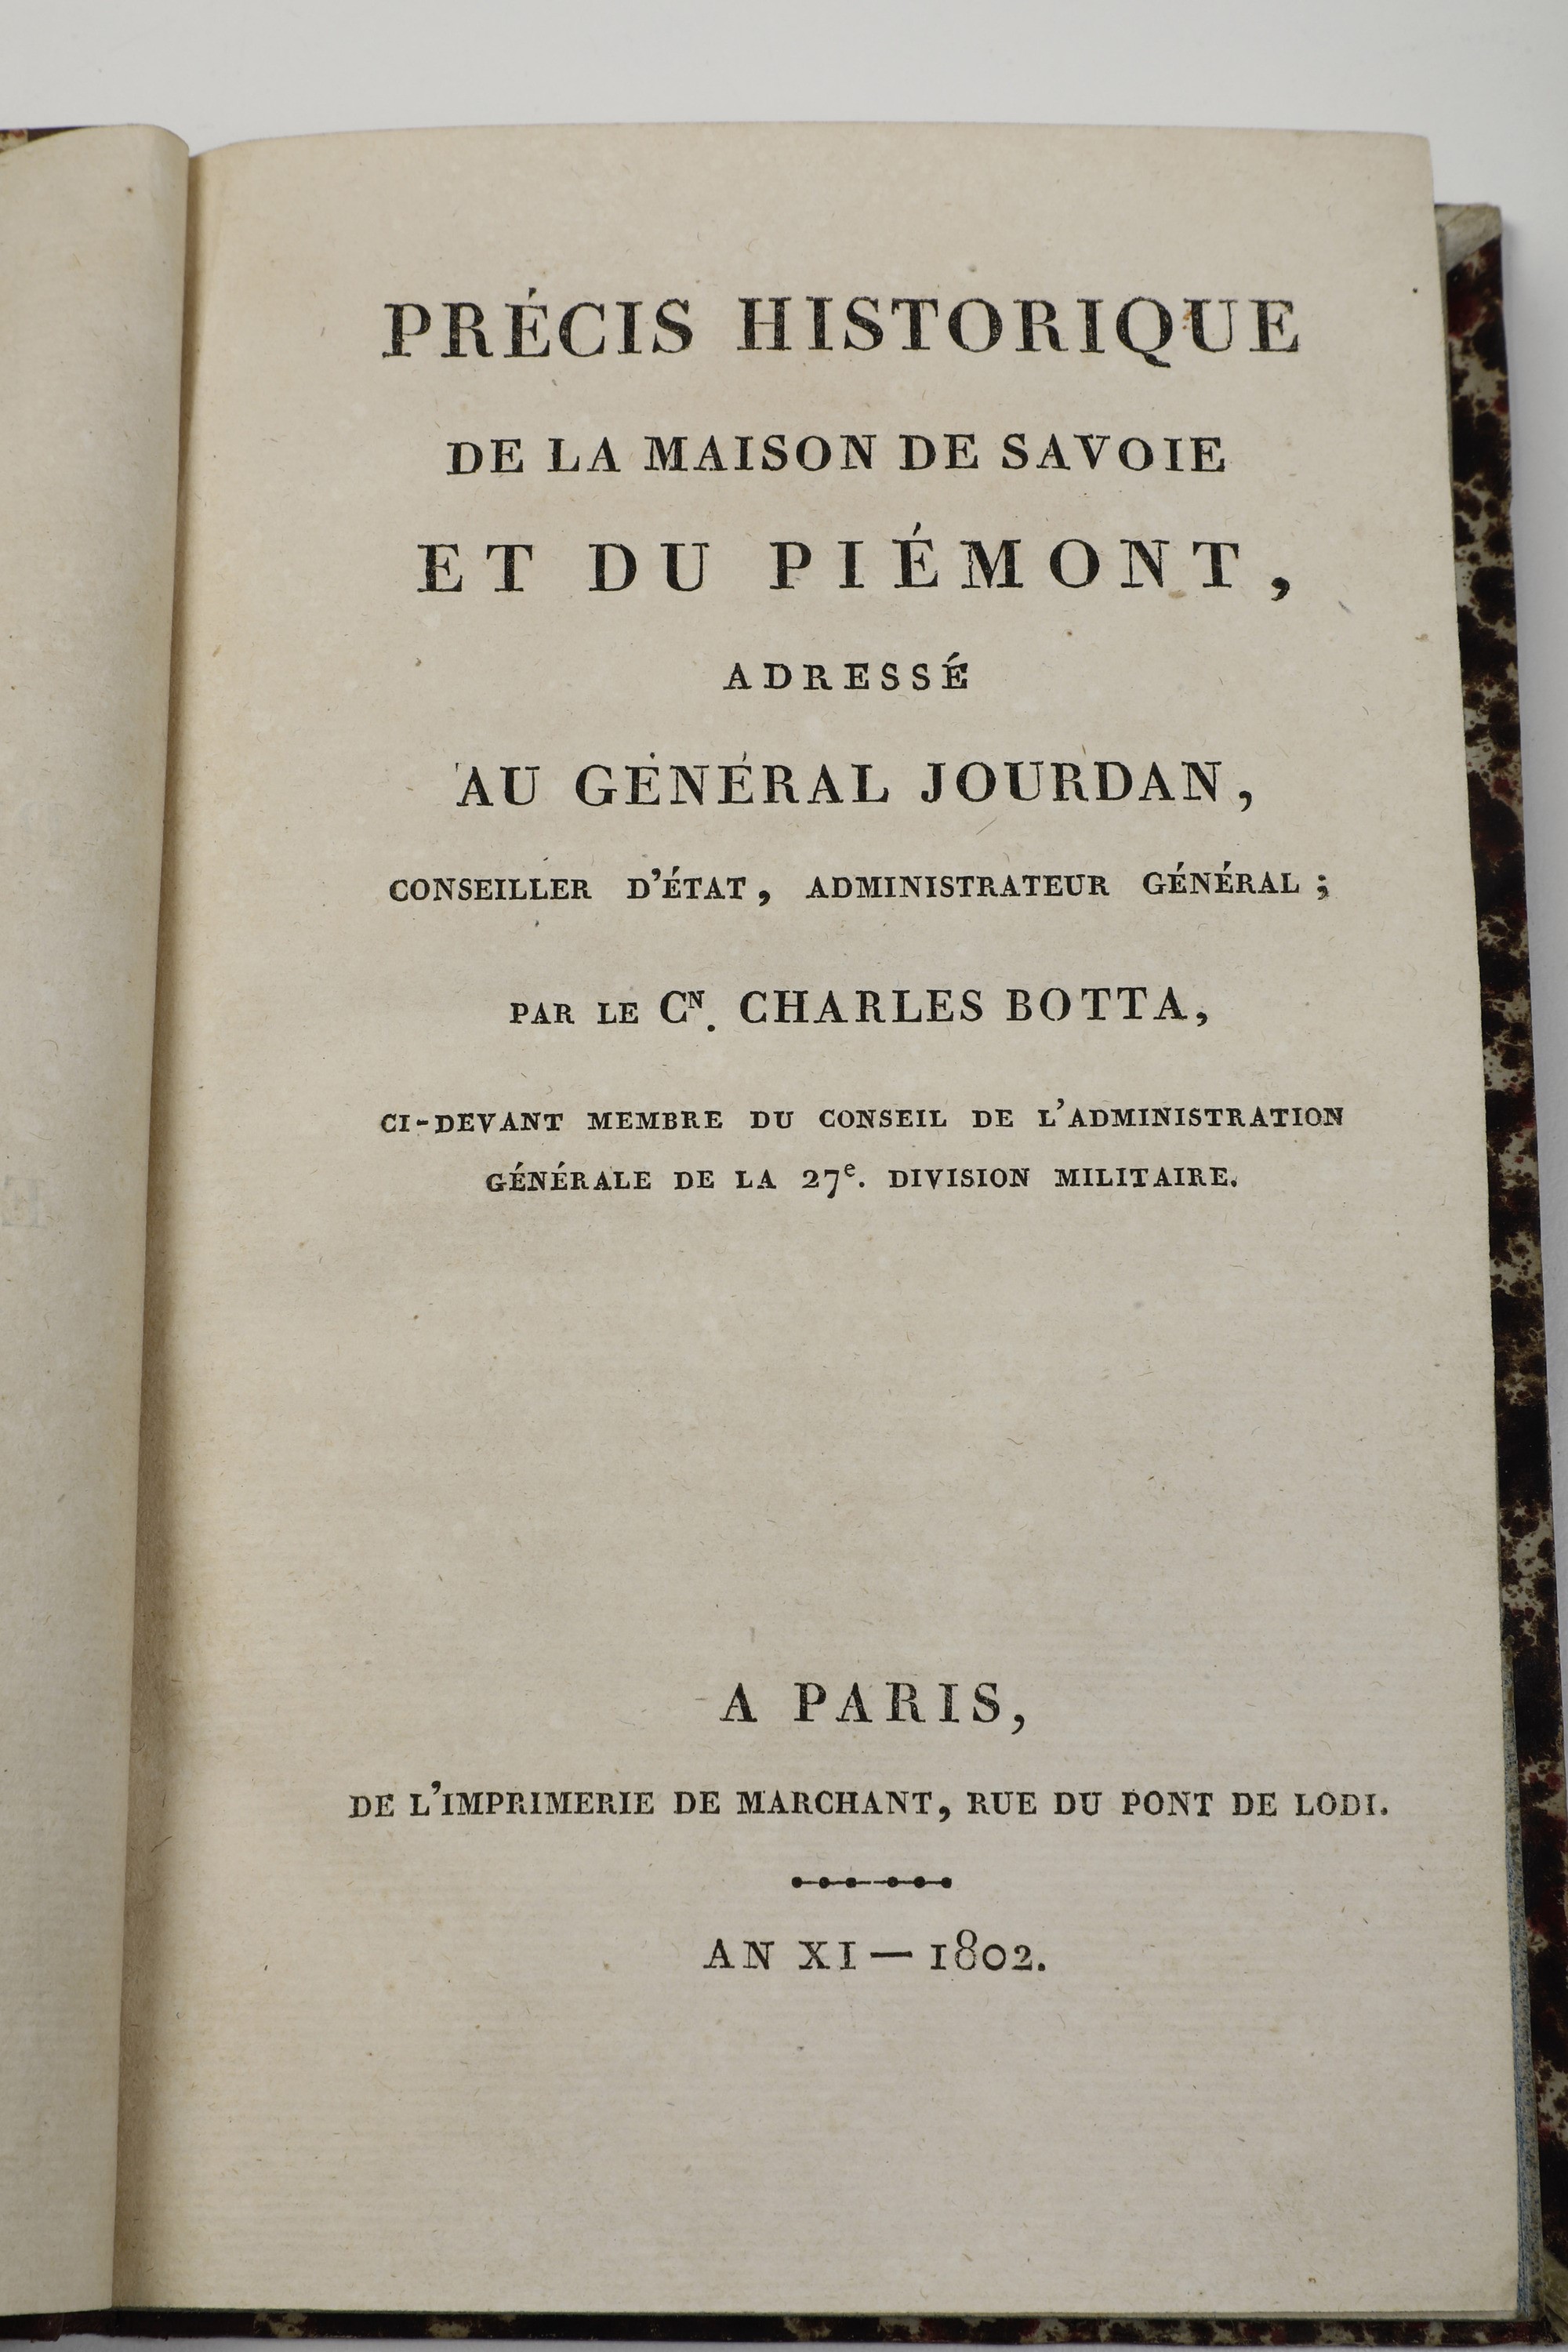 PRÉCIS HISTORIQUE
DE LA MAISON DE SAVOIE
ET DU PIÉMONT,
ADRESSÉ
AU GÉNÉRAL JOURDAN,
CONSEILLER D'ÉTAT, ADMINISTRATEUR GÉNÉRAL ;
PAR LE CN. CHARLES BOTTA,
CI-DEVANT MEMBRE DU CONSEIL DE L'ADMINISTRATION
GÉNÉRALE DE LA 27e. DIVISION MILITAIRE.
A PARIS,
DE L'IMPRIMERIE DE MARCHANT, RUE DU PONT DE LODI.
AN XI — 1802.